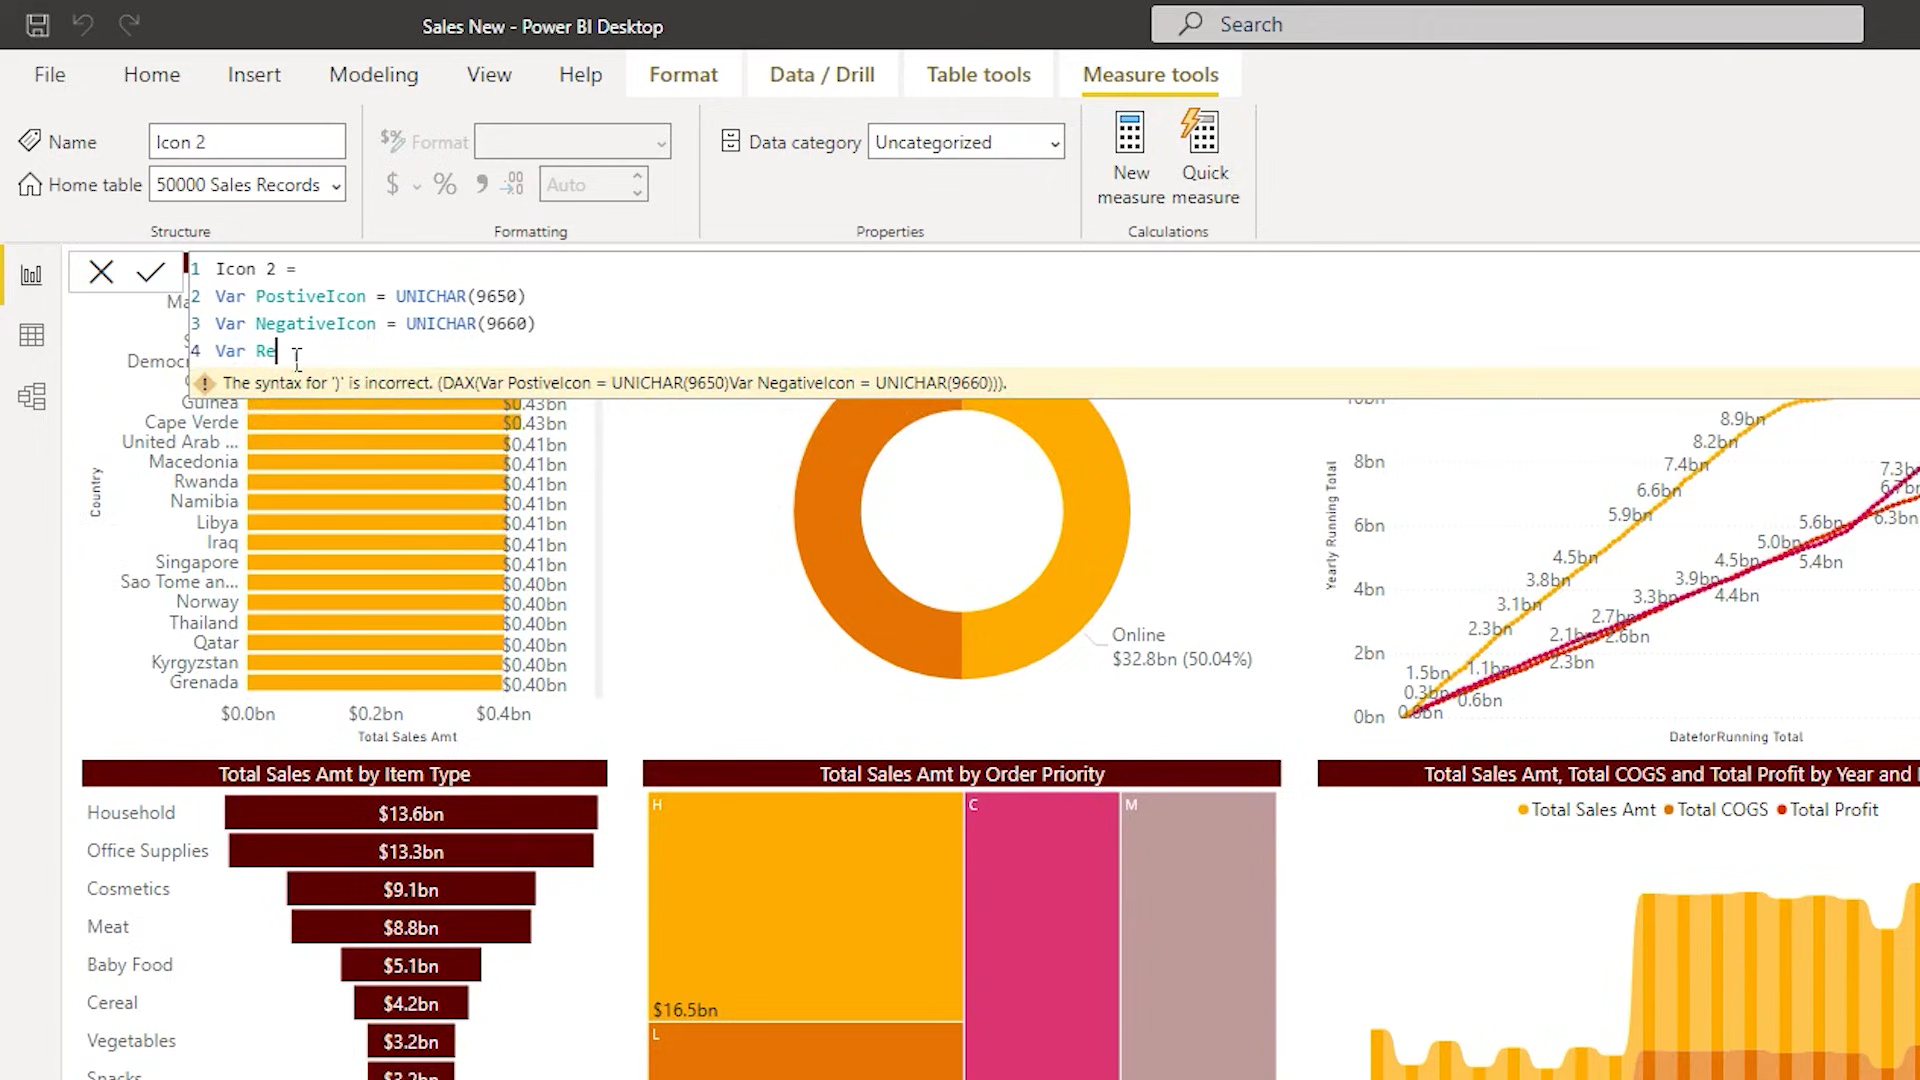 Sales New - Power BI Desktop
Search
File Home Insert Modeling View Help Format Data / Drill Table tools Measure tools
Name Icon 2
Home table 50000 Sales Records
Structure
Format
$ % Auto
Formatting
Data category Uncategorized
Properties
New measure
Quick measure
Calculations
1 Icon 2 =
2 Var PostiveIcon = UNICHAR(9650)
3 Var NegativeIcon = UNICHAR(9660)
4 Var Re
The syntax for ')' is incorrect. (DAX(Var PostiveIcon = UNICHAR(9650)Var NegativeIcon = UNICHAR(9660))).
Country
Guinea $0.43bn
Cape Verde $0.43bn
United Arab ... $0.41bn
Macedonia $0.41bn
Rwanda $0.41bn
Namibia $0.41bn
Libya $0.41bn
Iraq $0.41bn
Singapore $0.41bn
Sao Tome an... $0.40bn
Norway $0.40bn
Thailand $0.40bn
Qatar $0.40bn
Kyrgyzstan $0.40bn
Grenada $0.40bn
$0.0bn $0.2bn $0.4bn
Total Sales Amt
Online
$32.8bn (50.04%)
Yearly Running Total
10bn
8bn
6bn
4bn
2bn
0bn
8.9bn
8.2bn
7.4bn
6.6bn
5.9bn
4.5bn
3.8bn
3.1bn
2.3bn
1.5bn
0.3bn
0.0bn
0.6bn
1.1bn
2.1bn
2.3bn
2.7bn
2.6bn
3.3bn
3.9bn
4.4bn
4.5bn
5.0bn
5.4bn
5.6bn
6.3bn
DateforRunning Total
Total Sales Amt by Item Type
Household $13.6bn
Office Supplies $13.3bn
Cosmetics $9.1bn
Meat $8.8bn
Baby Food $5.1bn
Cereal $4.2bn
Vegetables $3.2bn
Snacks $3.2bn
Total Sales Amt by Order Priority
H
$16.5bn
L
C
M
Total Sales Amt, Total COGS and Total Profit by Year and
Total Sales Amt Total COGS Total Profit